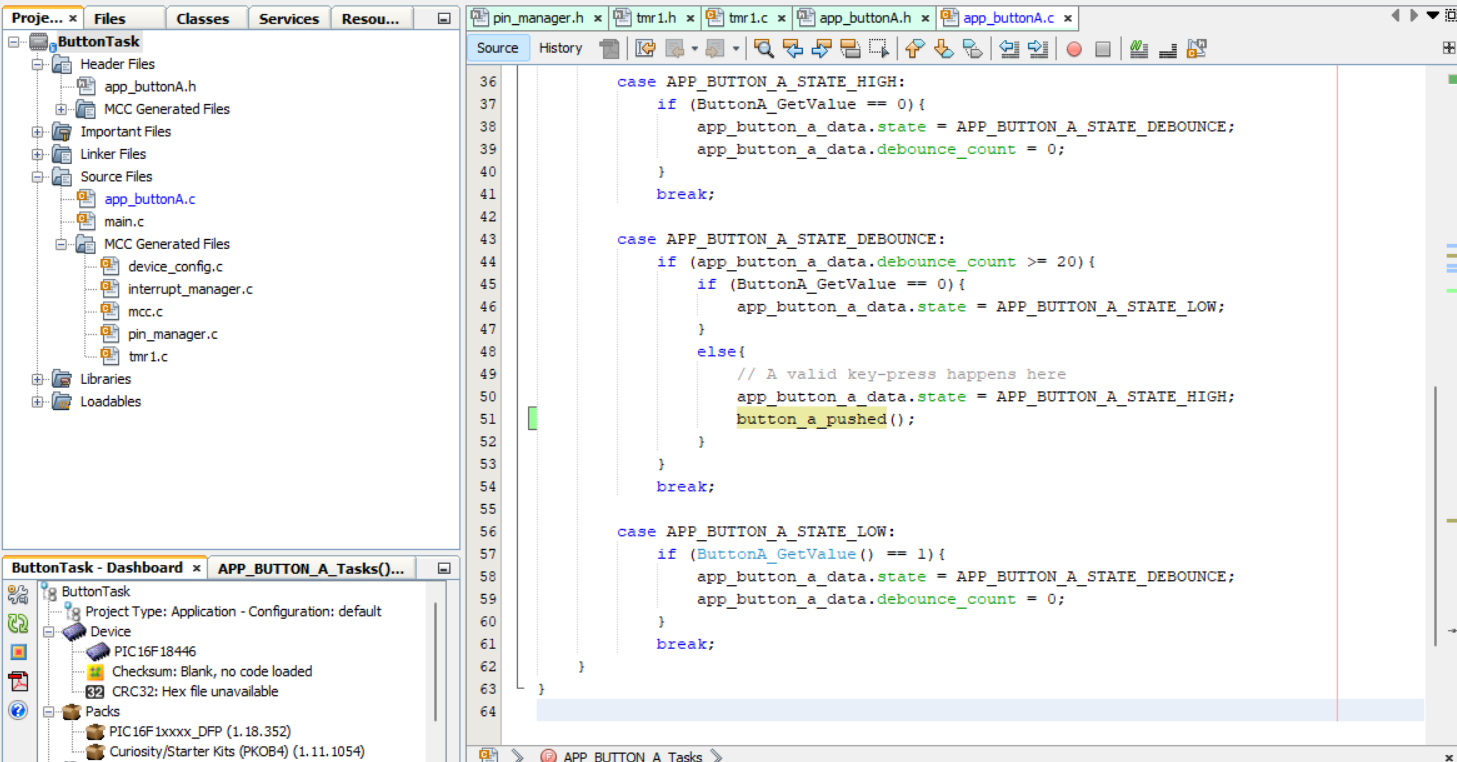 Proje... × Files Classes Services Resou...
ButtonTask
Header Files
app_buttonA.h
MCC Generated Files
Important Files
Linker Files
Source Files
app_buttonA.c
main.c
MCC Generated Files
device_config.c
interrupt_manager.c
mcc.c
pin_manager.c
tmr1.c
Libraries
Loadables
ButtonTask - Dashboard × APP_BUTTON_A_Tasks()...
ButtonTask
Project Type: Application - Configuration: default
Device
PIC16F18446
Checksum: Blank, no code loaded
32 CRC32: Hex file unavailable
Packs
PIC16F1xxxx_DFP (1.18.352)
Curiosity/Starter Kits (PKOB4) (1.11.1054)
pin_manager.h × tmr1.h × tmr1.c × app_buttonA.h × app_buttonA.c ×
Source History
36 case APP_BUTTON_A_STATE_HIGH:
37 if (ButtonA_GetValue == 0){
38 app_button_a_data.state = APP_BUTTON_A_STATE_DEBOUNCE;
39 app_button_a_data.debounce_count = 0;
40 }
41 break;
42
43 case APP_BUTTON_A_STATE_DEBOUNCE:
44 if (app_button_a_data.debounce_count >= 20){
45 if (ButtonA_GetValue == 0){
46 app_button_a_data.state = APP_BUTTON_A_STATE_LOW;
47 }
48 else{
49 // A valid key-press happens here
50 app_button_a_data.state = APP_BUTTON_A_STATE_HIGH;
51 button_a_pushed();
52 }
53 }
54 break;
55
56 case APP_BUTTON_A_STATE_LOW:
57 if (ButtonA_GetValue() == 1){
58 app_button_a_data.state = APP_BUTTON_A_STATE_DEBOUNCE;
59 app_button_a_data.debounce_count = 0;
60 }
61 break;
62 }
63 }
64
APP_BUTTON_A_Tasks